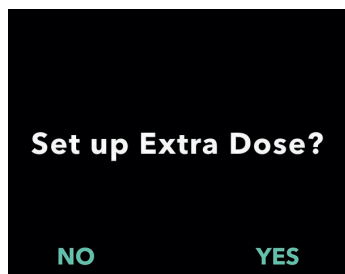 Set up Extra Dose?
NO
YES